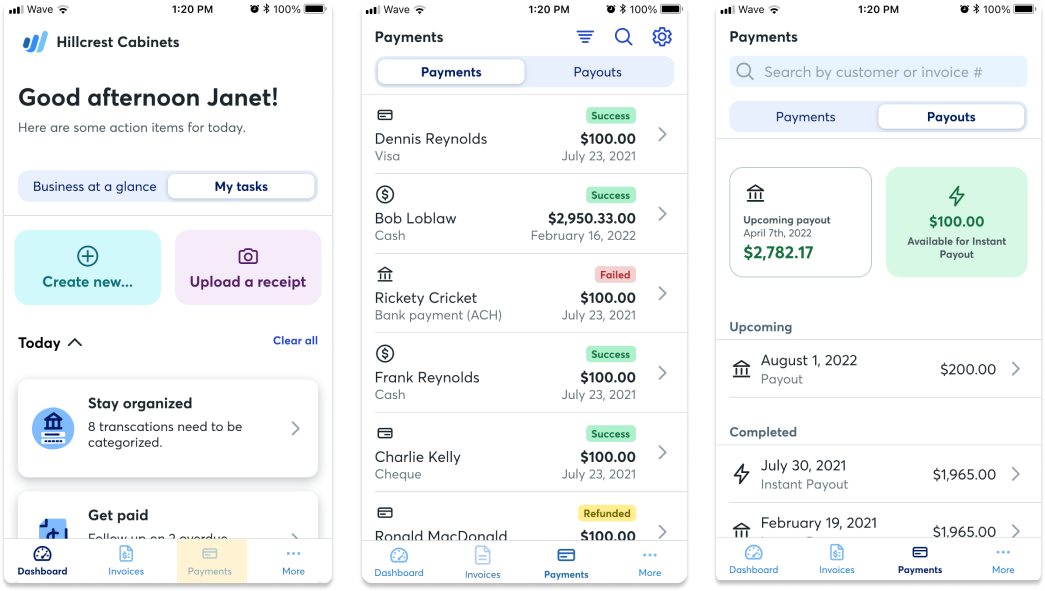 Wave
1:20 PM
100%
Hillcrest Cabinets
Good afternoon Janet!
Here are some action items for today.
Business at a glance
My tasks
Create new...
Upload a receipt
Today
Clear all
Stay organized
8 transcations need to be
categorized.
Get paid
Follow up on 2 overdue
Dashboard
Invoices
Payments
More
Wave
1:20 PM
100%
Payments
Payments
Payouts
Success
Dennis Reynolds
$100.00
Visa
July 23, 2021
Success
Bob Loblaw
$2,950.33.00
Cash
February 16, 2022
Failed
Rickety Cricket
$100.00
Bank payment (ACH)
July 23, 2021
Success
Frank Reynolds
$100.00
Cash
July 23, 2021
Success
Charlie Kelly
$100.00
Cheque
July 23, 2021
Refunded
Ronald MacDonald
$100.00
Dashboard
Invoices
Payments
More
Wave
1:20 PM
100%
Payments
Search by customer or invoice #
Payments
Payouts
Upcoming payout
April 7th, 2022
$2,782.17
$100.00
Available for Instant
Payout
Upcoming
August 1, 2022
Payout
$200.00
Completed
July 30, 2021
Instant Payout
$1,965.00
February 19, 2021
$1,965.00
Dashboard
Invoices
Payments
More